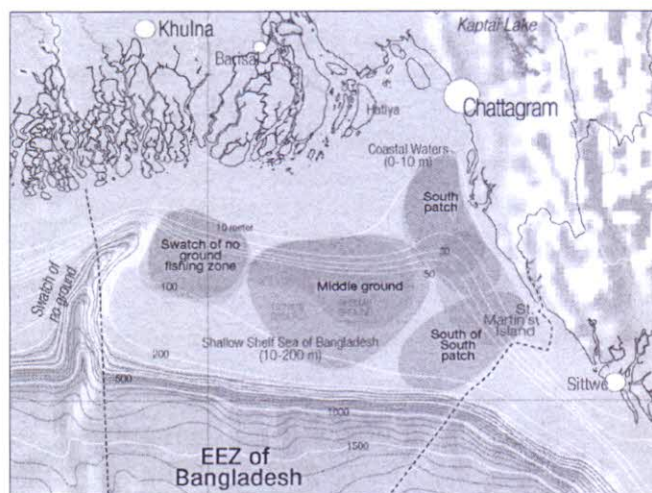 Kaptai Lake
Khulna
Barisal
Hatiya
Chattagram
Coastal Waters
(0-10 m)
South
patch
10 meter
Swatch of no
ground
fishing zone
Swatch of
no ground
Middle ground
50
100
St.
Martin's
Island
Shallow Shelf Sea of Bangladesh
(10-200 m)
South of
South
patch
200
500
Sittwe
1000
1500
EEZ of
Bangladesh